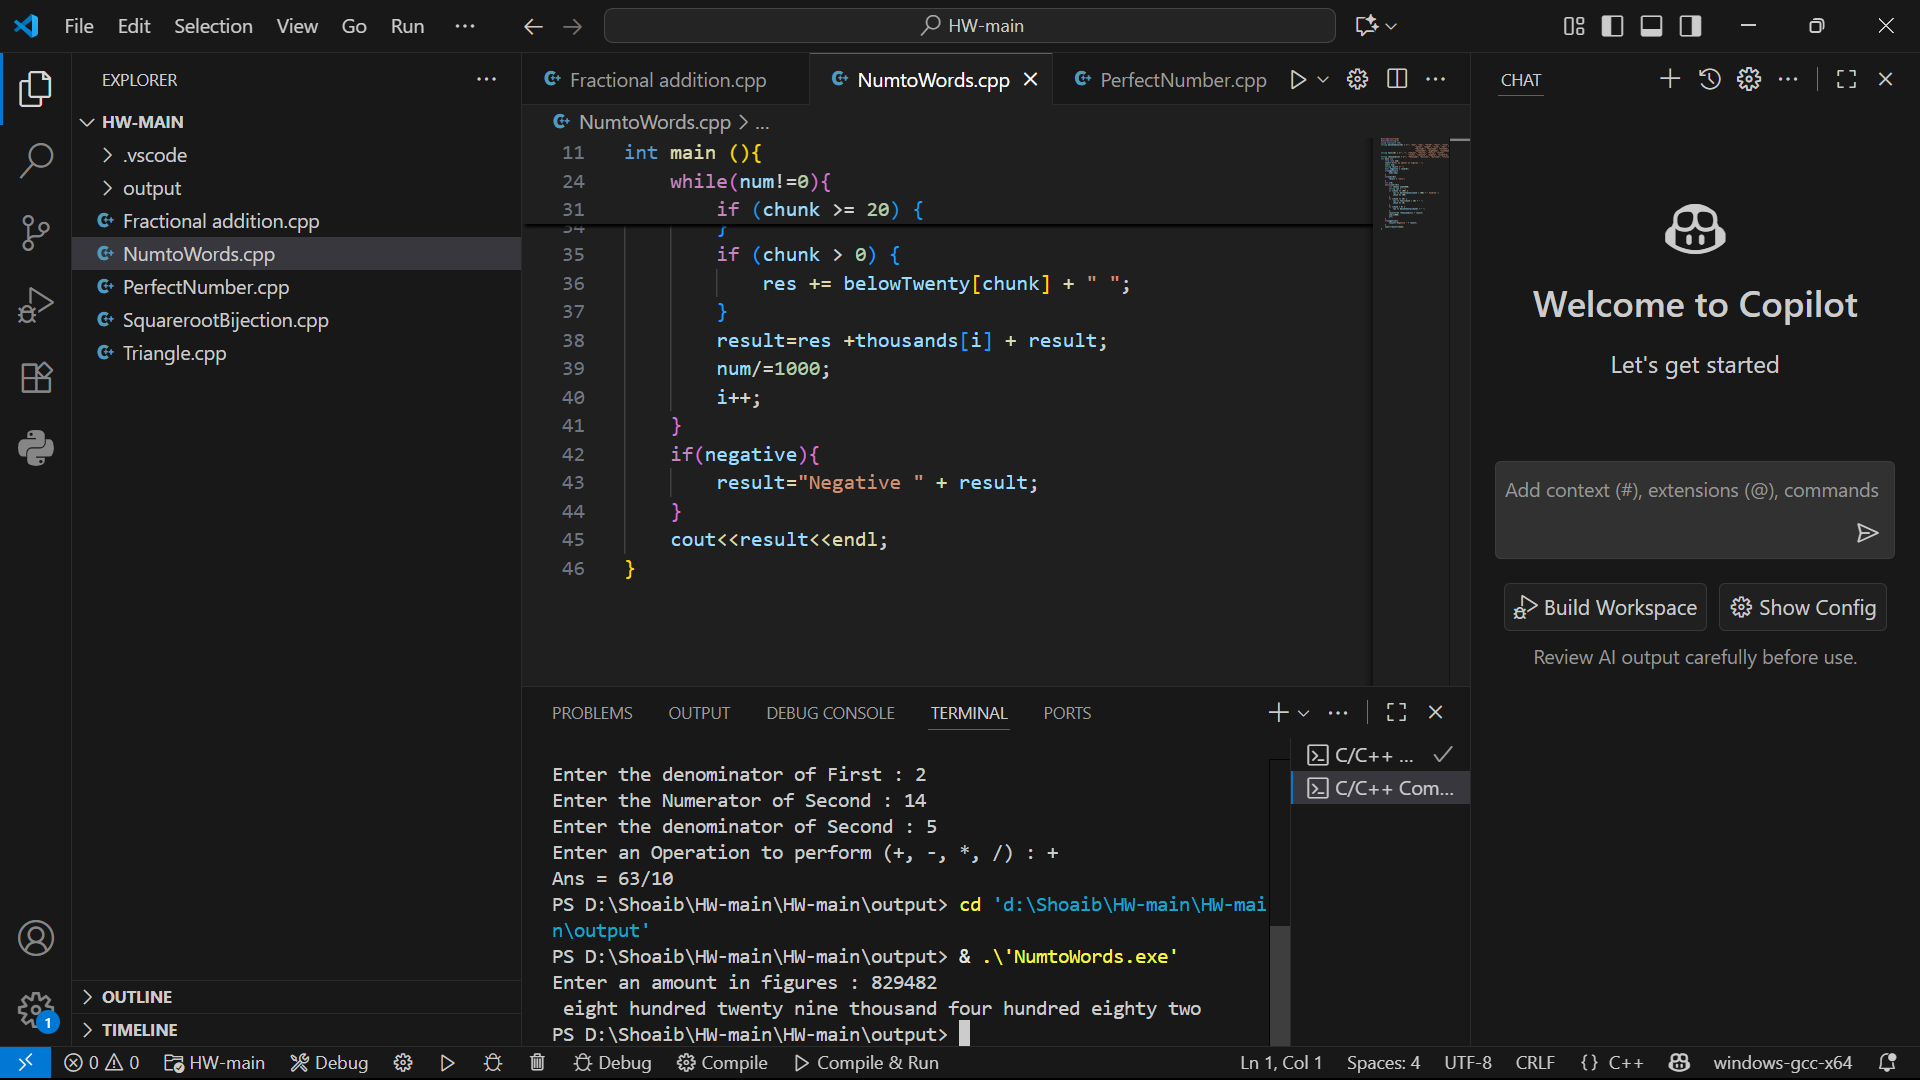 File Edit Selection View Go Run ··· HW-main
EXPLORER ···
HW-MAIN
.vscode
output
Fractional addition.cpp
NumtoWords.cpp
PerfectNumber.cpp
SquarerootBijection.cpp
Triangle.cpp
OUTLINE
TIMELINE
Fractional addition.cpp NumtoWords.cpp PerfectNumber.cpp
NumtoWords.cpp > ...
11 int main (){
24 while(num!=0){
31 if (chunk >= 20) {
34 }
35 if (chunk > 0) {
36 res += belowTwenty[chunk] + " ";
37 }
38 result=res +thousands[i] + result;
39 num/=1000;
40 i++;
41 }
42 if(negative){
43 result="Negative " + result;
44 }
45 cout<<result<<endl;
46 }
PROBLEMS OUTPUT DEBUG CONSOLE TERMINAL PORTS
Enter the denominator of First : 2
Enter the Numerator of Second : 14
Enter the denominator of Second : 5
Enter an Operation to perform (+, -, *, /) : +
Ans = 63/10
PS D:\Shoaib\HW-main\HW-main\output> cd 'd:\Shoaib\HW-main\HW-mai
n\output'
PS D:\Shoaib\HW-main\HW-main\output> & .\'NumtoWords.exe'
Enter an amount in figures : 829482
eight hundred twenty nine thousand four hundred eighty two
PS D:\Shoaib\HW-main\HW-main\output>
C/C++ ...
C/C++ Com...
CHAT
Welcome to Copilot
Let's get started
Add context (#), extensions (@), commands
Build Workspace Show Config
Review AI output carefully before use.
1
0 0 HW-main Debug Debug Compile Compile & Run Ln 1, Col 1 Spaces: 4 UTF-8 CRLF {} C++ windows-gcc-x64